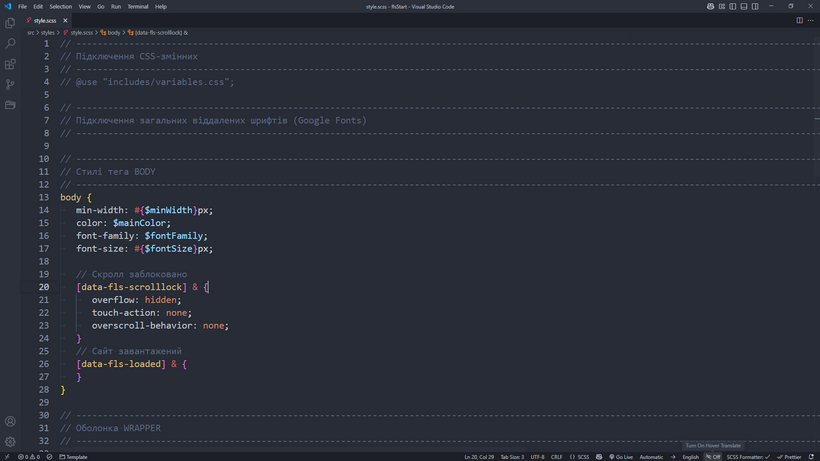 File Edit Selection View Go Run Terminal Help
style.scss - flsStart - Visual Studio Code
style.scss
src > styles > style.scss > body > [data-fls-scrolllock] &
1 // ----------------------------------------
2 // Підключення CSS-змінних
3 // ----------------------------------------
4 // @use "includes/variables.css";
5
6 // ----------------------------------------
7 // Підключення загальних віддалених шрифтів (Google Fonts)
8 // ----------------------------------------
9
10 // ----------------------------------------
11 // Стилі тега BODY
12 // ----------------------------------------
13 body {
14 min-width: #{$minWidth}px;
15 color: $mainColor;
16 font-family: $fontFamily;
17 font-size: #{$fontSize}px;
18
19 // Скролл заблоковано
20 [data-fls-scrolllock] & {
21 overflow: hidden;
22 touch-action: none;
23 overscroll-behavior: none;
24 }
25 // Сайт завантажений
26 [data-fls-loaded] & {
27 }
28 }
29
30 // ----------------------------------------
31 // Оболонка WRAPPER
32 // ----------------------------------------
Turn On Hover Translate
0 0 Template Ln 20, Col 29 Tab Size: 3 UTF-8 CRLF {} SCSS Go Live Automatic → English Off SCSS Formatter: ✓ Prettier